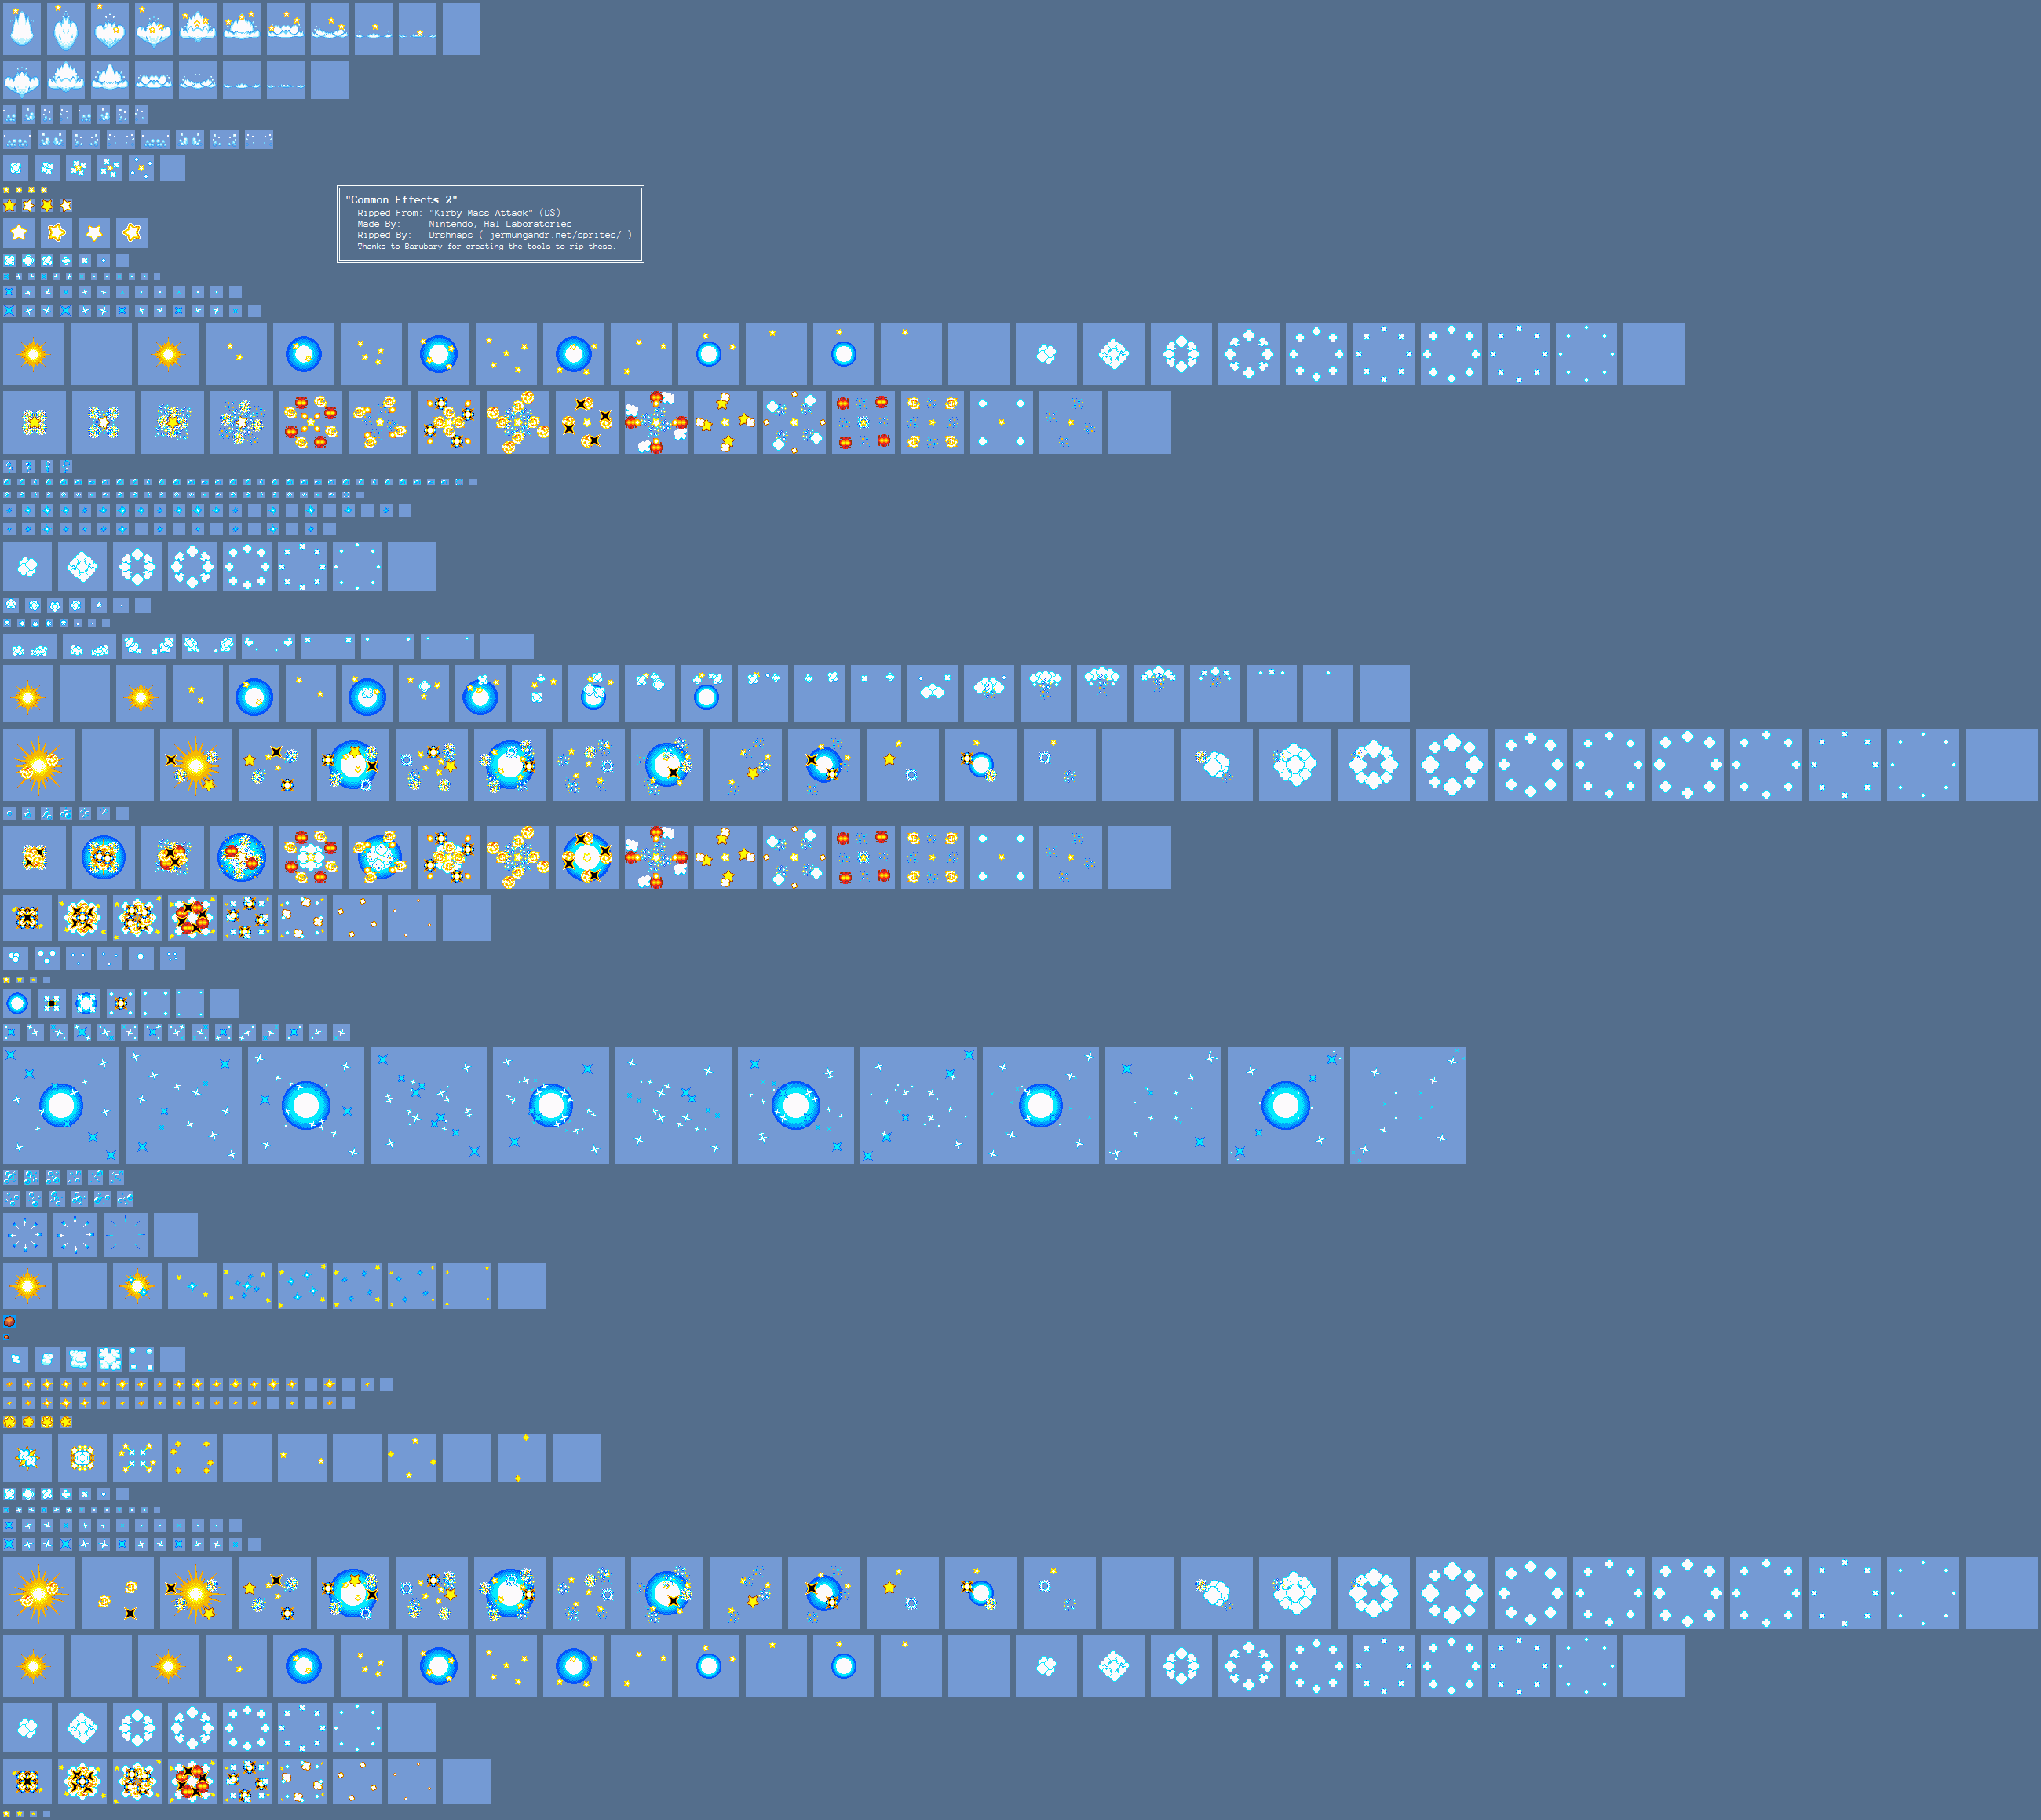 "Common Effects 2"
Ripped From: "Kirby Mass Attack" (DS)
Made By: Nintendo, Hal Laboratories
Ripped By: Drshnaps ( jermungandr.net/sprites/ )
Thanks to Barubary for creating the tools to rip these.